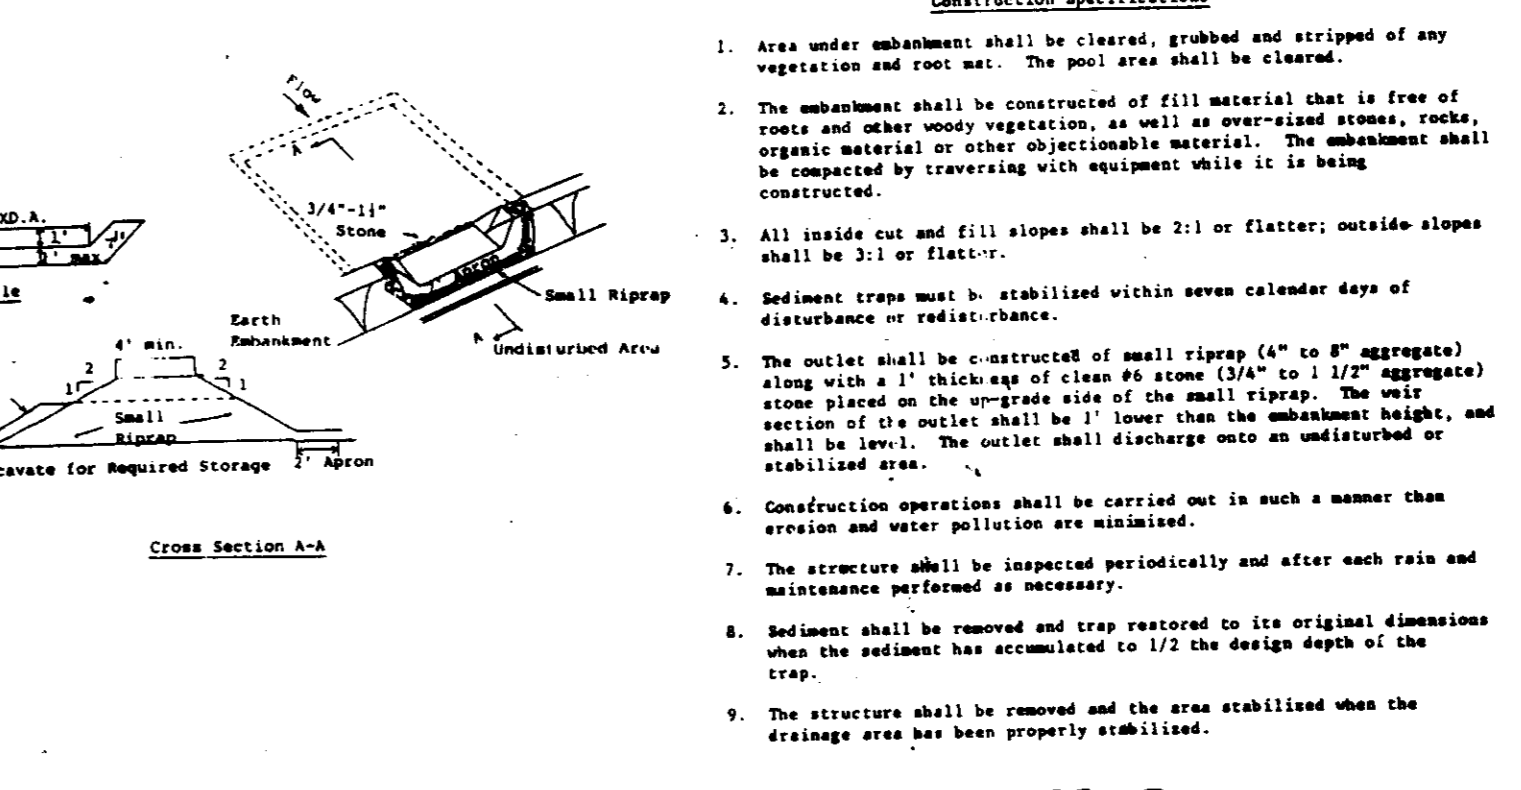 Construction Specifications
1. Area under embankment shall be cleared, grubbed and stripped of any
vegetation and root mat. The pool area shall be cleared.
2. The embankment shall be constructed of fill material that is free of
roots and other woody vegetation, as well as over-sized stones, rocks,
organic material or other objectionable material. The embankment shall
be compacted by traversing with equipment while it is being
constructed.
3. All inside cut and fill slopes shall be 2:1 or flatter; outside slopes
shall be 3:1 or flatter.
4. Sediment traps must be stabilized within seven calendar days of
disturbance or redisturbance.
5. The outlet shall be constructed of small riprap (4" to 8" aggregate)
along with a 1' thickness of clean #6 stone (3/4" to 1 1/2" aggregate)
stone placed on the up-grade side of the small riprap. The weir
section of the outlet shall be 1' lower than the embankment height, and
shall be level. The outlet shall discharge onto an undisturbed or
stabilized area.
6. Construction operations shall be carried out in such a manner than
erosion and water pollution are minimized.
7. The structure shall be inspected periodically and after each rain and
maintenance performed as necessary.
8. Sediment shall be removed and trap restored to its original dimensions
when the sediment has accumulated to 1/2 the design depth of the
trap.
9. The structure shall be removed and the area stabilized when the
drainage area has been properly stabilized.
Flow
A
3/4"-1½"
Stone
Apron
Small Riprap
Earth
Embankment
A
Undisturbed Area
XD.A.
1'
1'
max
le
4' min.
2
1
2
1
Small
Riprap
cavate for Required Storage
2' Apron
Cross Section A-A